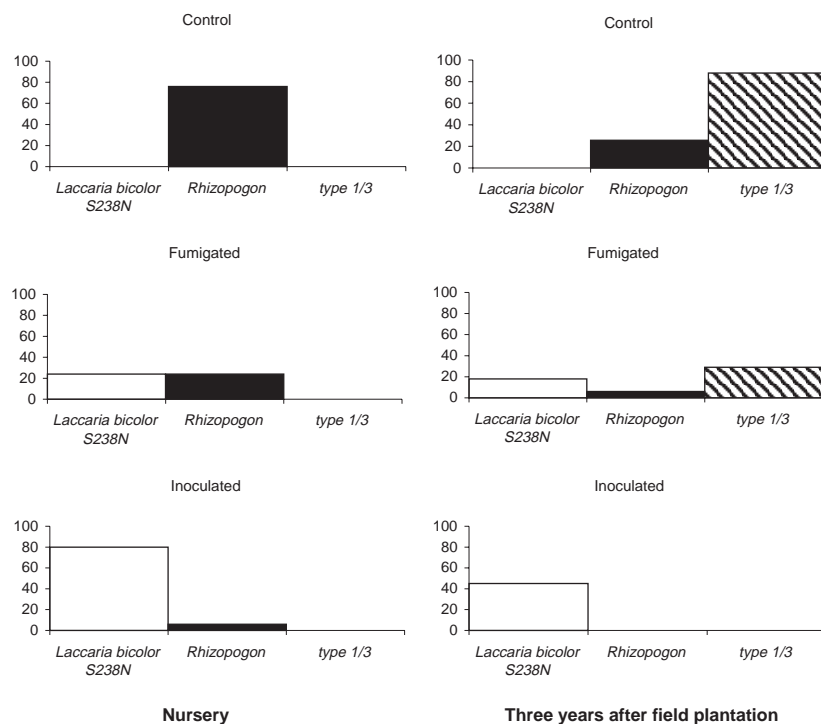 Control
100
80
60
40
20
0
Laccaria bicolor S238N
Rhizopogon
type 1/3
Control
100
80
60
40
20
0
Laccaria bicolor S238N
Rhizopogon
type 1/3
Fumigated
100
80
60
40
20
0
Laccaria bicolor S238N
Rhizopogon
type 1/3
Fumigated
100
80
60
40
20
0
Laccaria bicolor S238N
Rhizopogon
type 1/3
Inoculated
100
80
60
40
20
0
Laccaria bicolor S238N
Rhizopogon
type 1/3
Inoculated
100
80
60
40
20
0
Laccaria bicolor S238N
Rhizopogon
type 1/3
Nursery
Three years after field plantation